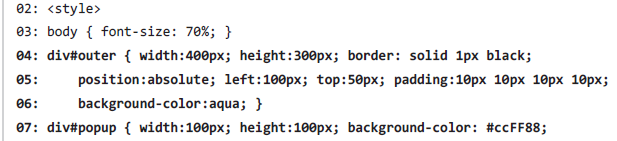 02: <style>
03: body { font-size: 70%; }
04: div#outer { width:400px; height:300px; border: solid 1px black;
05:     position:absolute; left:100px; top:50px; padding:10px 10px 10px 10px;
06:     background-color:aqua; }
07: div#popup { width:100px; height:100px; background-color: #ccFF88;